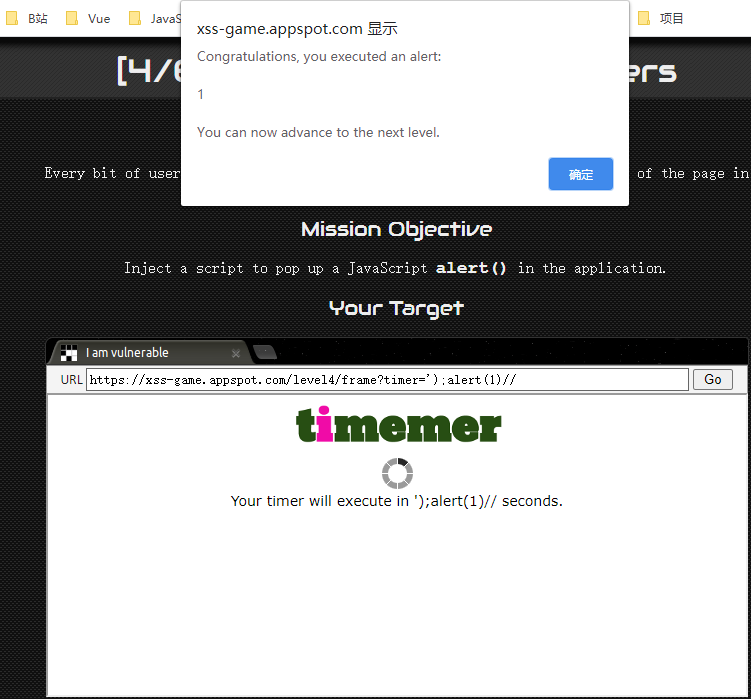 B站 Vue JavaS 项目
xss-game.appspot.com 显示
Congratulations, you executed an alert:
1
You can now advance to the next level.
确定
[4/6 ers
Every bit of user of the page in
Mission Objective
Inject a script to pop up a JavaScript alert() in the application.
Your Target
I am vulnerable
URL https://xss-game.appspot.com/level4/frame?timer=');alert(1)// Go
timemer
Your timer will execute in ');alert(1)// seconds.